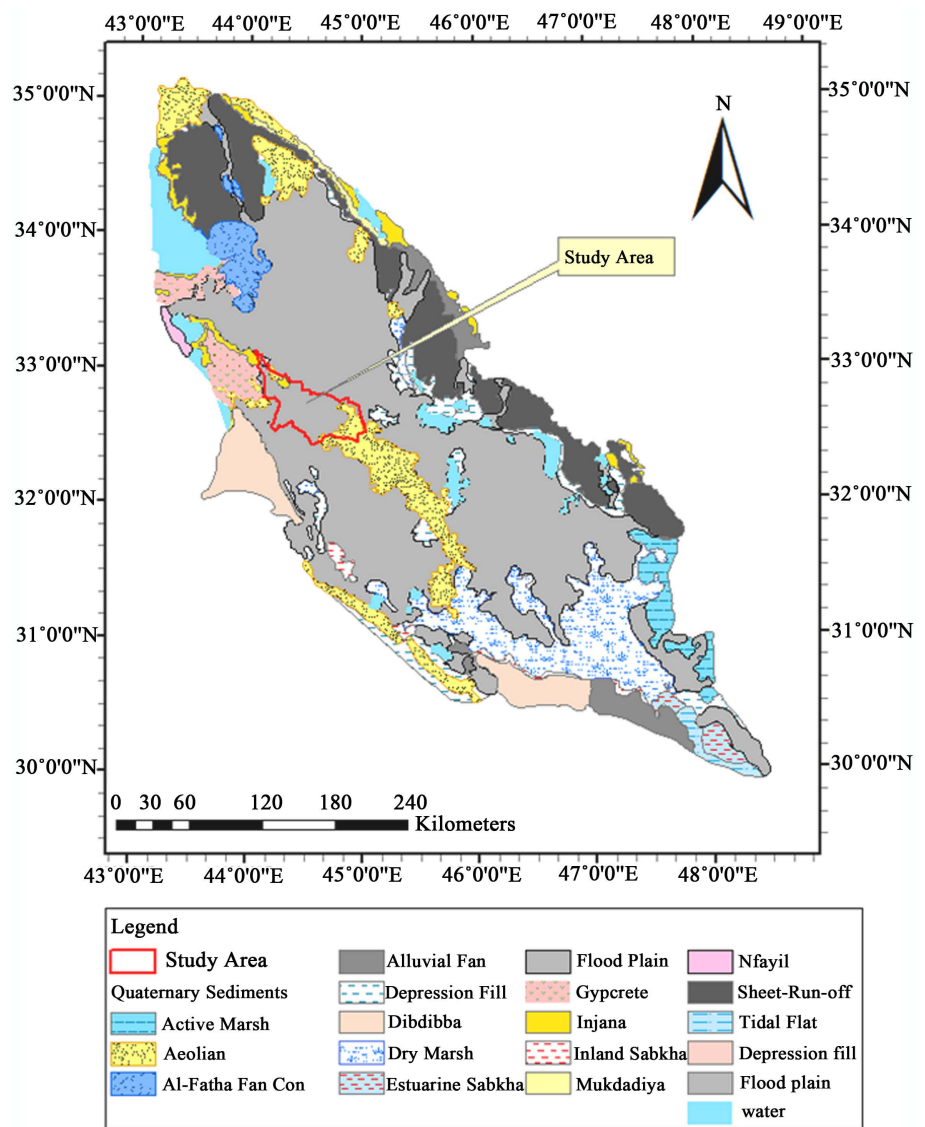 43°0'0"E 44°0'0"E 45°0'0"E 46°0'0"E 47°0'0"E 48°0'0"E 49°0'0"E
35°0'0"N 35°0'0"N
N
34°0'0"N 34°0'0"N
Study Area
33°0'0"N 33°0'0"N
32°0'0"N 32°0'0"N
31°0'0"N 31°0'0"N
30°0'0"N 30°0'0"N
0 30 60 120 180 240
Kilometers
43°0'0"E 44°0'0"E 45°0'0"E 46°0'0"E 47°0'0"E 48°0'0"E
Legend
Study Area
Quaternary Sediments
Active Marsh
Aeolian
Al-Fatha Fan Con
Alluvial Fan
Depression Fill
Dibdibba
Dry Marsh
Estuarine Sabkha
Flood Plain
Gypcrete
Injana
Inland Sabkha
Mukdadiya
Nfayil
Sheet-Run-off
Tidal Flat
Depression fill
Flood plain
water